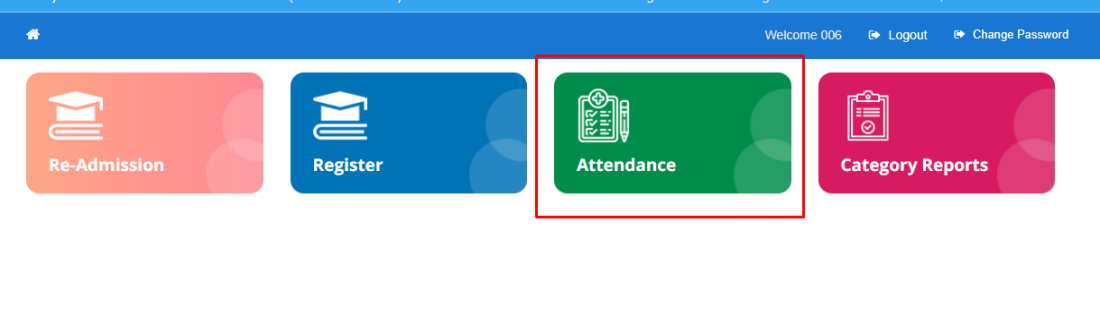 Welcome 006 Logout Change Password
Re-Admission
Register
Attendance
Category Reports